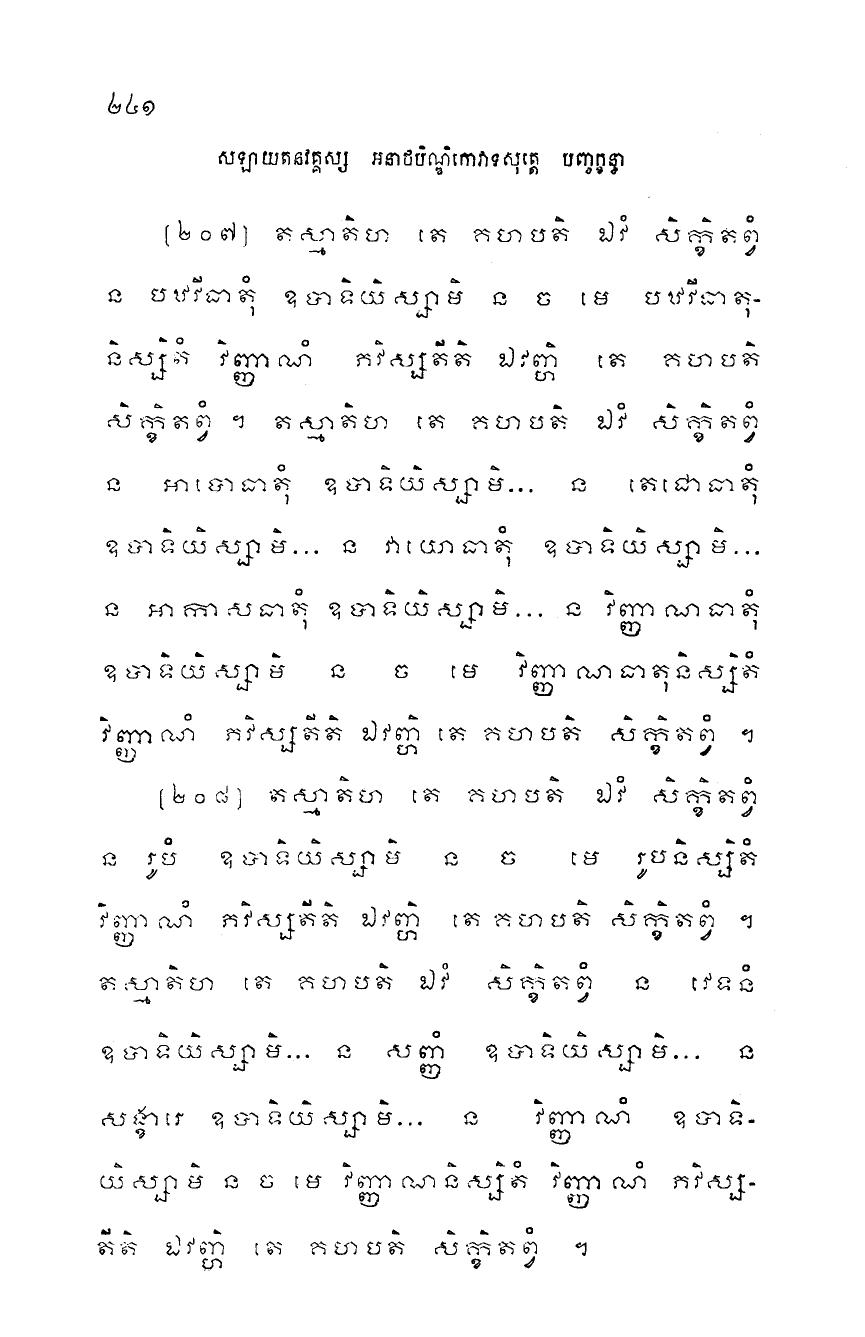 ២៤១
សឡាយតនវគ្គស្ស អនាថបិណ្ឌិកោវាទសុត្តេ បញ្ចក្ខន្ធា
[២០៧] តស្មាតិហ តេ គហបតិ ឯវំ សិក្ខិតព្វំ
ន បឋវីធាតុំ ឧបាទិយិស្សាមិ ន ច មេ បឋវីធាតុ-
និស្សិតំ វិញ្ញាណំ ភវិស្សតីតិ ឯវញ្ហិ តេ គហបតិ
សិក្ខិតព្វំ ។ តស្មាតិហ តេ គហបតិ ឯវំ សិក្ខិតព្វំ
ន អាបោធាតុំ ឧបាទិយិស្សាមិ... ន តេជោធាតុំ
ឧបាទិយិស្សាមិ... ន វាយោធាតុំ ឧបាទិយិស្សាមិ...
ន អាកាសធាតុំ ឧបាទិយិស្សាមិ... ន វិញ្ញាណធាតុំ
ឧបាទិយិស្សាមិ ន ច មេ វិញ្ញាណធាតុនិស្សិតំ
វិញ្ញាណំ ភវិស្សតីតិ ឯវញ្ហិ តេ គហបតិ សិក្ខិតព្វំ ។
[២០៨] តស្មាតិហ តេ គហបតិ ឯវំ សិក្ខិតព្វំ
ន រូបំ ឧបាទិយិស្សាមិ ន ច មេ រូបនិស្សិតំ
វិញ្ញាណំ ភវិស្សតីតិ ឯវញ្ហិ តេ គហបតិ សិក្ខិតព្វំ ។
តស្មាតិហ តេ គហបតិ ឯវំ សិក្ខិតព្វំ ន វេទនំ
ឧបាទិយិស្សាមិ... ន សញ្ញំ ឧបាទិយិស្សាមិ... ន
សង្ខារេ ឧបាទិយិស្សាមិ... ន វិញ្ញាណំ ឧបាទិ-
យិស្សាមិ ន ច មេ វិញ្ញាណនិស្សិតំ វិញ្ញាណំ ភវិស្ស-
តីតិ ឯវញ្ហិ តេ គហបតិ សិក្ខិតព្វំ ។